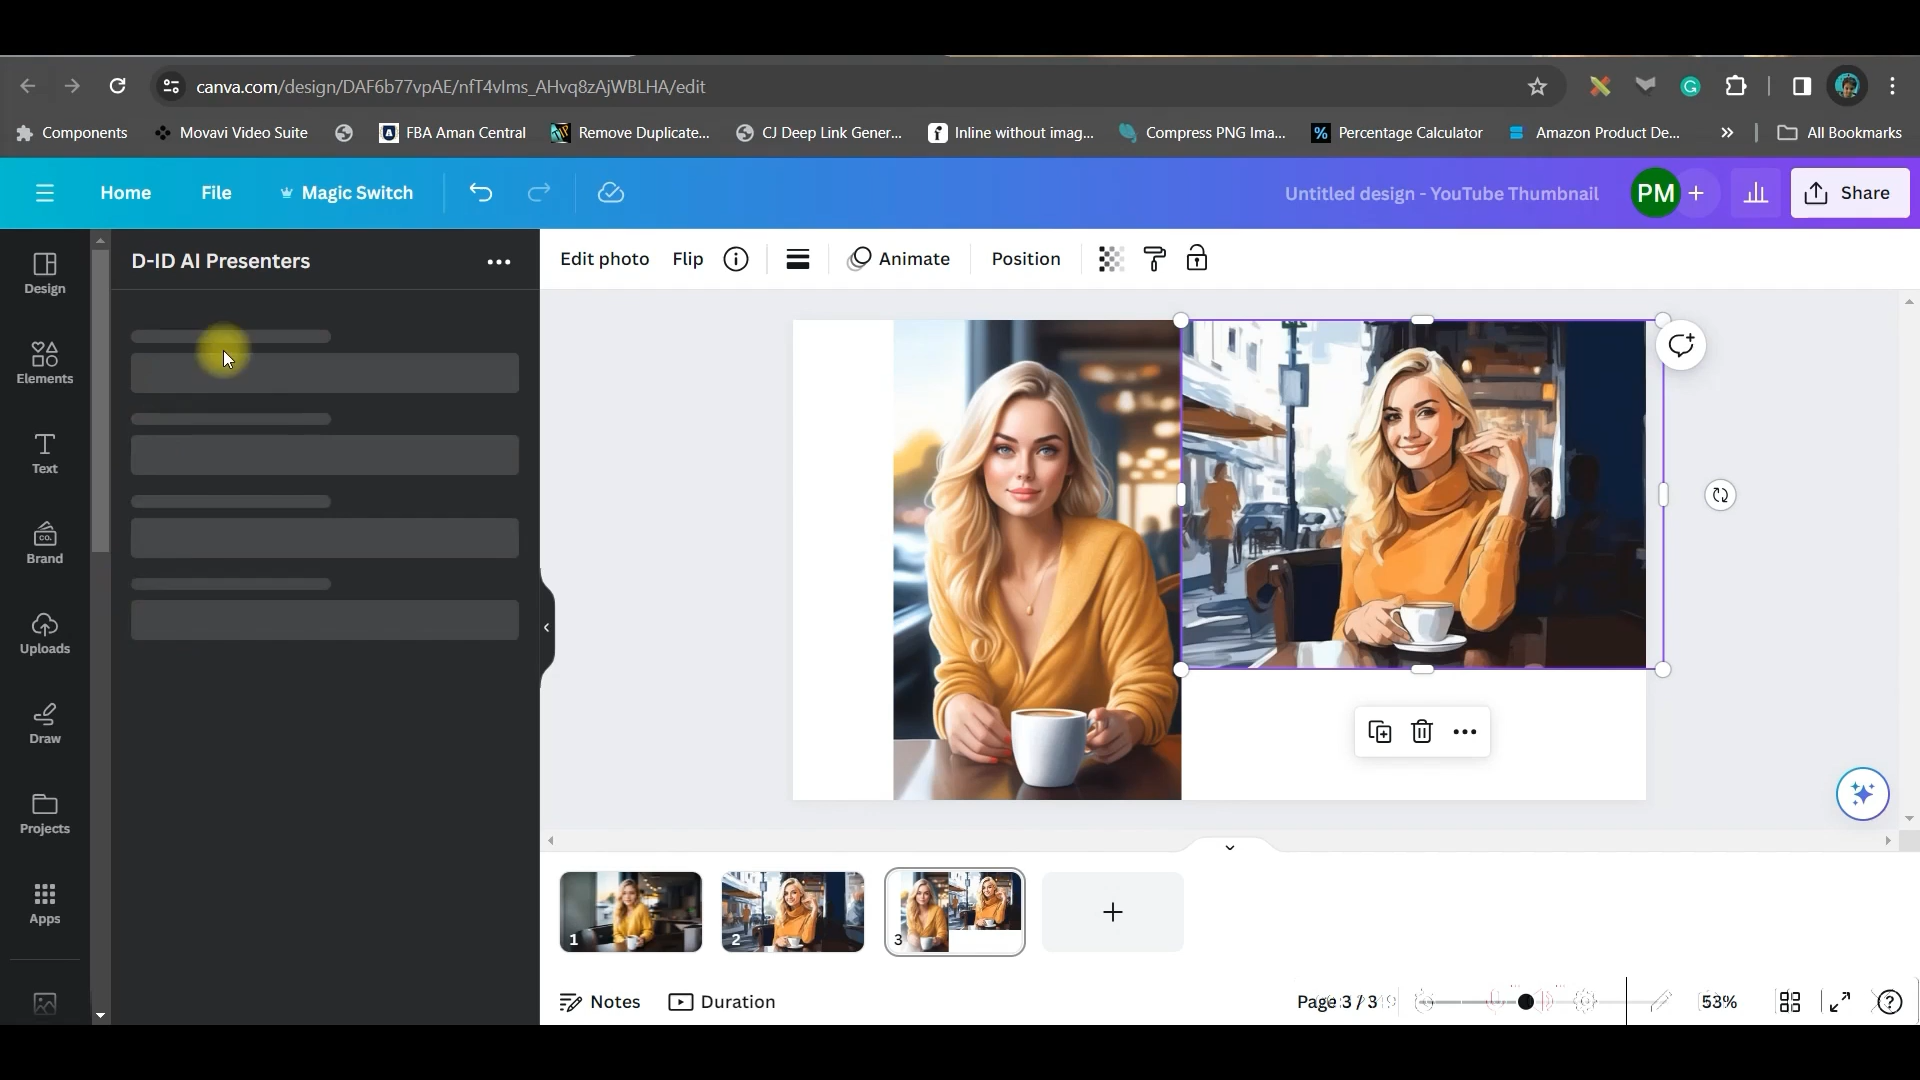 canva.com/design/DAF6b77vpAE/nfT4vIms_AHvq8zAjWBLHA/edit
Components
Movavi Video Suite
FBA Aman Central
Remove Duplicate...
CJ Deep Link Gener...
Inline without imag...
Compress PNG Ima...
Percentage Calculator
Amazon Product De...
All Bookmarks
Home
File
Magic Switch
Untitled design - YouTube Thumbnail
PM
Share
Design
Elements
Text
Brand
Uploads
Draw
Projects
Apps
D-ID AI Presenters
Edit photo
Flip
Animate
Position
1
2
3
Notes
Duration
Page 3 / 3
53%